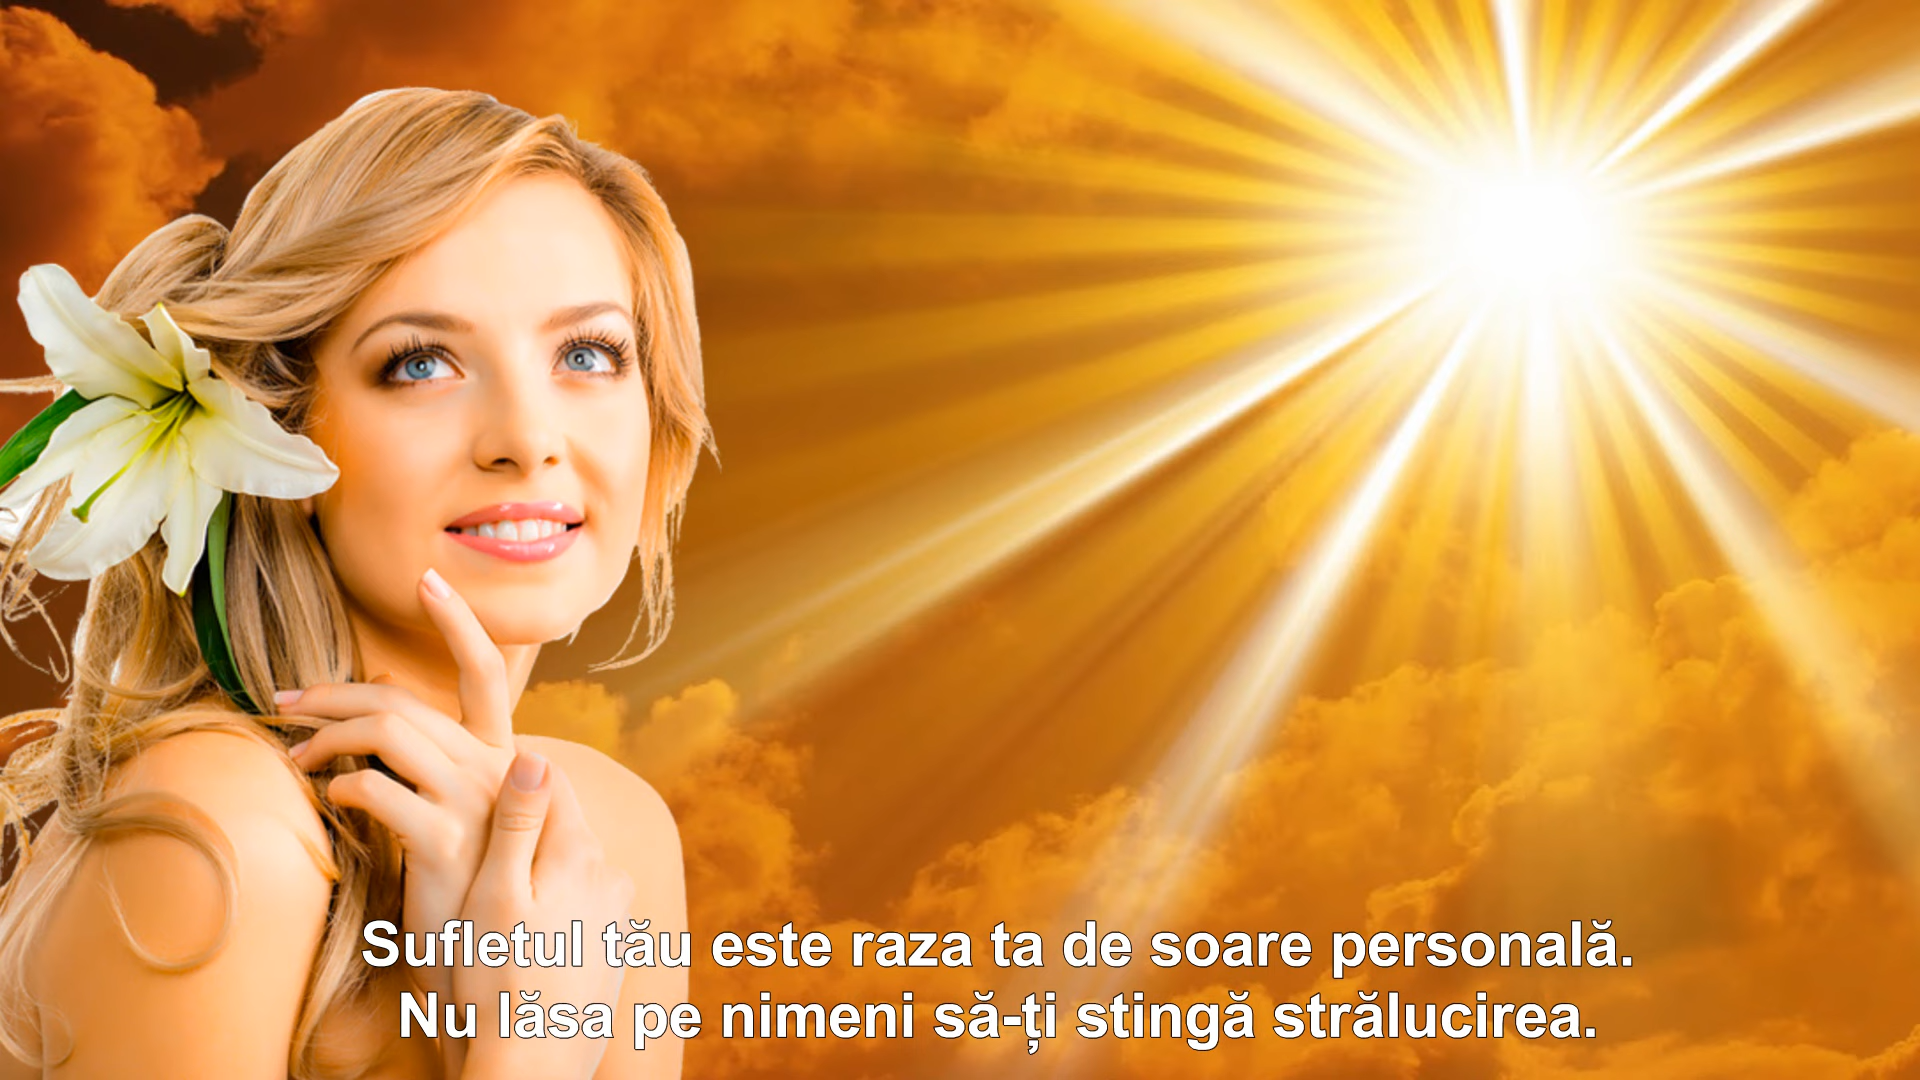 Sufletul tău este raza ta de soare personală.
Nu lăsa pe nimeni să-ți stingă strălucirea.